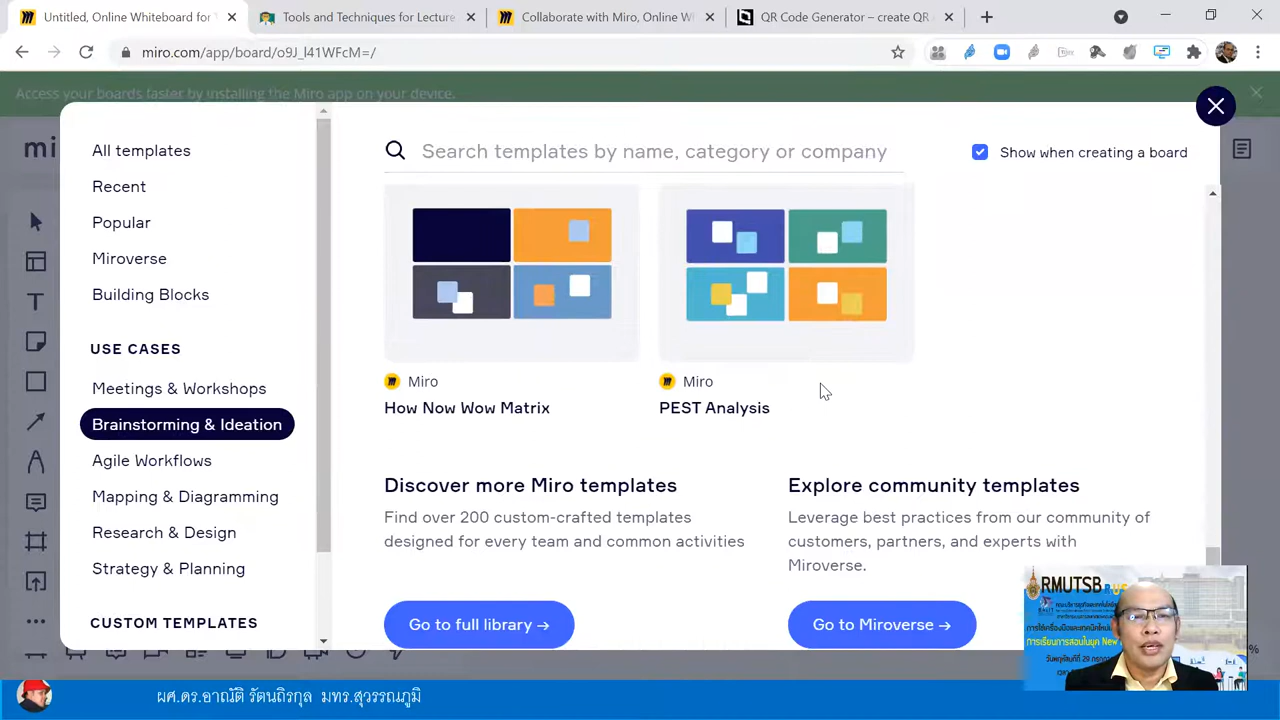 Untitled, Online Whiteboard for
Tools and Techniques for Lecture
Collaborate with Miro, Online W
QR Code Generator – create QR
miro.com/app/board/o9J_l41WFcM=/
Access your boards faster by installing the Miro app on your device.
mi
All templates
Recent
Popular
Miroverse
Building Blocks
USE CASES
Meetings & Workshops
Brainstorming & Ideation
Agile Workflows
Mapping & Diagramming
Research & Design
Strategy & Planning
CUSTOM TEMPLATES
Search templates by name, category or company
Show when creating a board
Miro
How Now Wow Matrix
Miro
PEST Analysis
Discover more Miro templates
Find over 200 custom-crafted templates
designed for every team and common activities
Go to full library →
Explore community templates
Leverage best practices from our community of
customers, partners, and experts with
Miroverse.
Go to Miroverse →
%
RMUTSB
ผศ.ดร.อาณัติ รัตนถิรกุล มทร.สุวรรณภูมิ